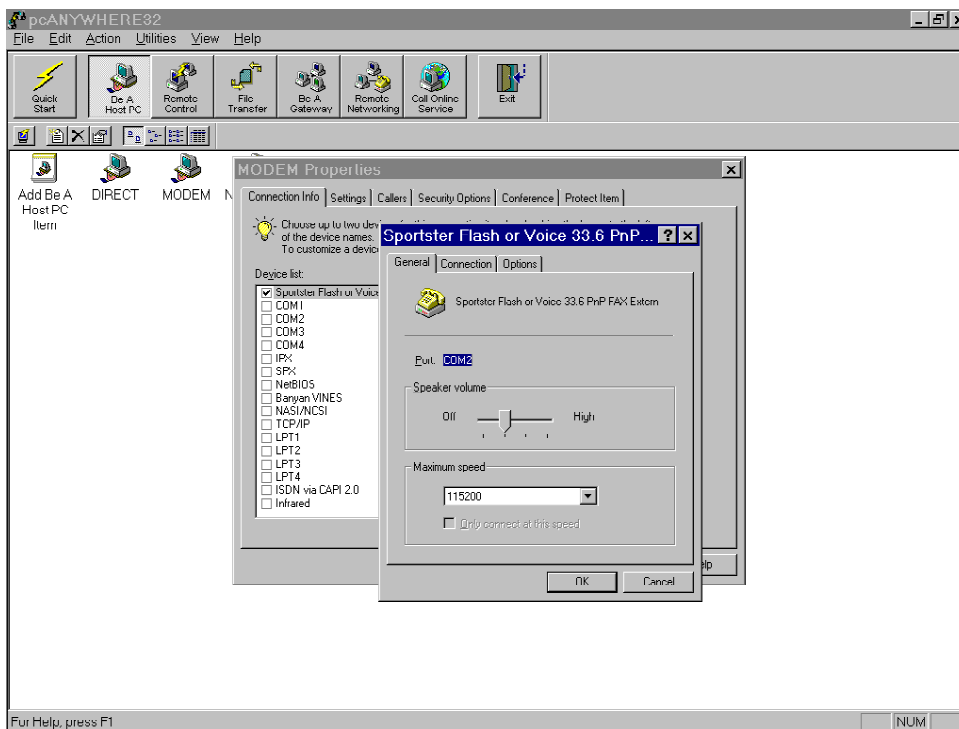 pcANYWHERE32
File Edit Action Utilities View Help
Quick Start
Be A Host PC
Remote Control
File Transfer
Be A Gateway
Remote Networking
Call Online Service
Exit
Add Be A Host PC Item
DIRECT
MODEM
N
MODEM Properties
Connection Info Settings Callers Security Options Conference Protect Item
Choose up to two dev
of the device names.
To customize a device
Device list:
Sportster Flash or Voice
COM1
COM2
COM3
COM4
IPX
SPX
NetBIOS
Banyan VINES
NASI/NCSI
TCP/IP
LPT1
LPT2
LPT3
LPT4
ISDN via CAPI 2.0
Infrared
elp
Sportster Flash or Voice 33.6 PnP...
General Connection Options
Sportster Flash or Voice 33.6 PnP FAX Extern
Port: COM2
Speaker volume
Off High
Maximum speed
115200
Only connect at this speed
OK Cancel
For Help, press F1
NUM